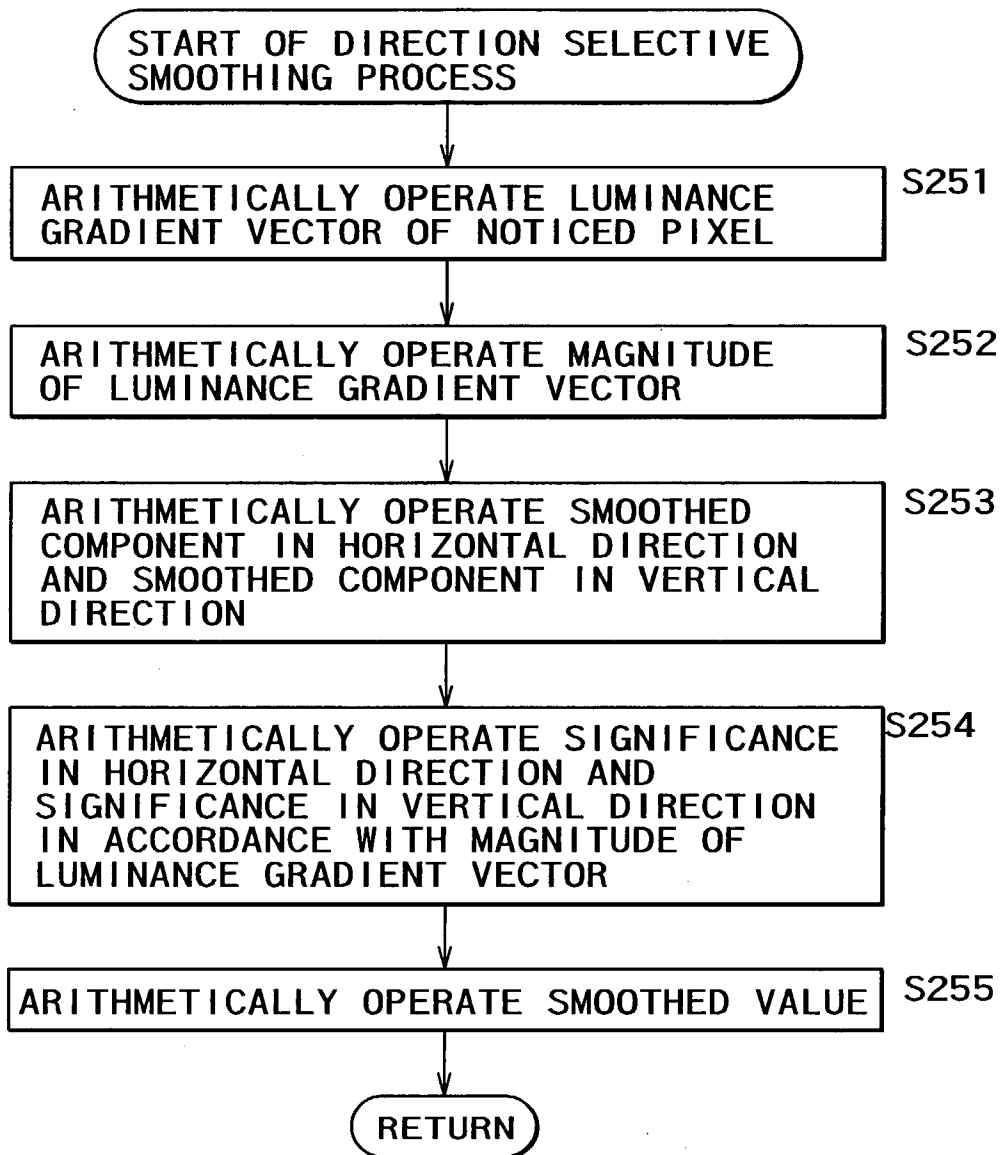 START OF DIRECTION SELECTIVE
SMOOTHING PROCESS
S251
ARITHMETICALLY OPERATE LUMINANCE
GRADIENT VECTOR OF NOTICED PIXEL
S252
ARITHMETICALLY OPERATE MAGNITUDE
OF LUMINANCE GRADIENT VECTOR
S253
ARITHMETICALLY OPERATE SMOOTHED
COMPONENT IN HORIZONTAL DIRECTION
AND SMOOTHED COMPONENT IN VERTICAL
DIRECTION
S254
ARITHMETICALLY OPERATE SIGNIFICANCE
IN HORIZONTAL DIRECTION AND
SIGNIFICANCE IN VERTICAL DIRECTION
IN ACCORDANCE WITH MAGNITUDE OF
LUMINANCE GRADIENT VECTOR
S255
ARITHMETICALLY OPERATE SMOOTHED VALUE
RETURN